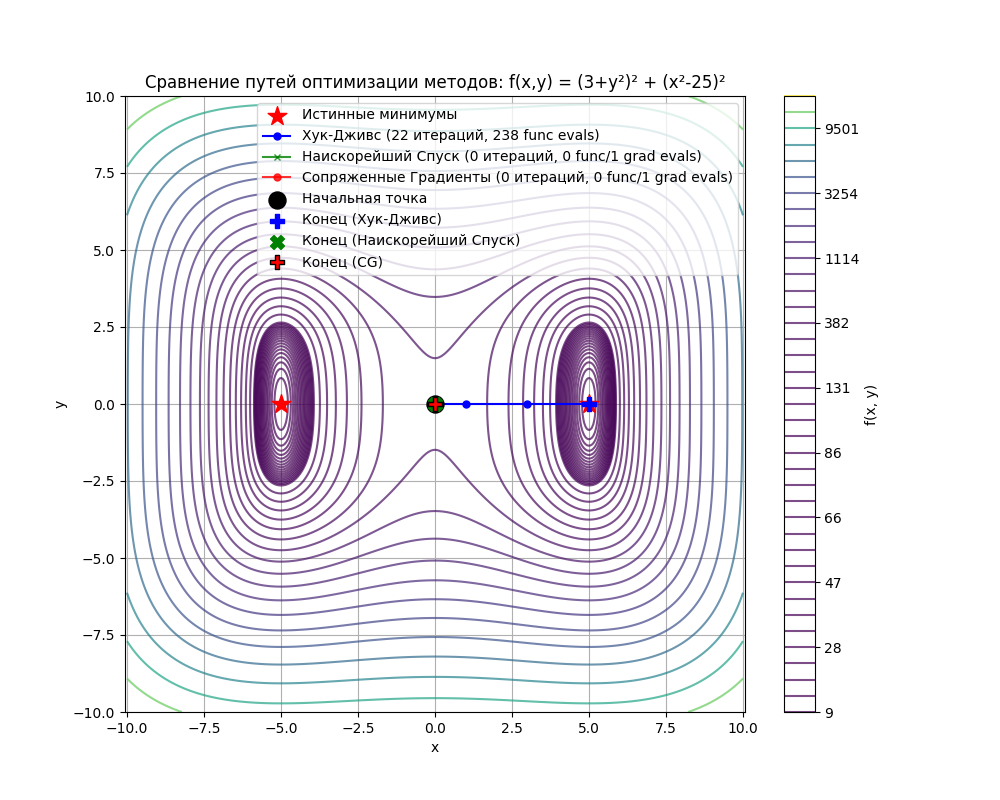 Сравнение путей оптимизации методов: f(x,y) = (3+y²)² + (x²-25)²
Истинные минимумы
Хук-Дживс (22 итераций, 238 func evals)
Наискорейший Спуск (0 итераций, 0 func/1 grad evals)
Сопряженные Градиенты (0 итераций, 0 func/1 grad evals)
Начальная точка
Конец (Хук-Дживс)
Конец (Наискорейший Спуск)
Конец (CG)
10.0
7.5
5.0
2.5
0.0
−2.5
−5.0
−7.5
−10.0
y
−10.0
−7.5
−5.0
−2.5
0.0
2.5
5.0
7.5
10.0
x
9501
3254
1114
382
131
86
66
47
28
9
f(x, y)